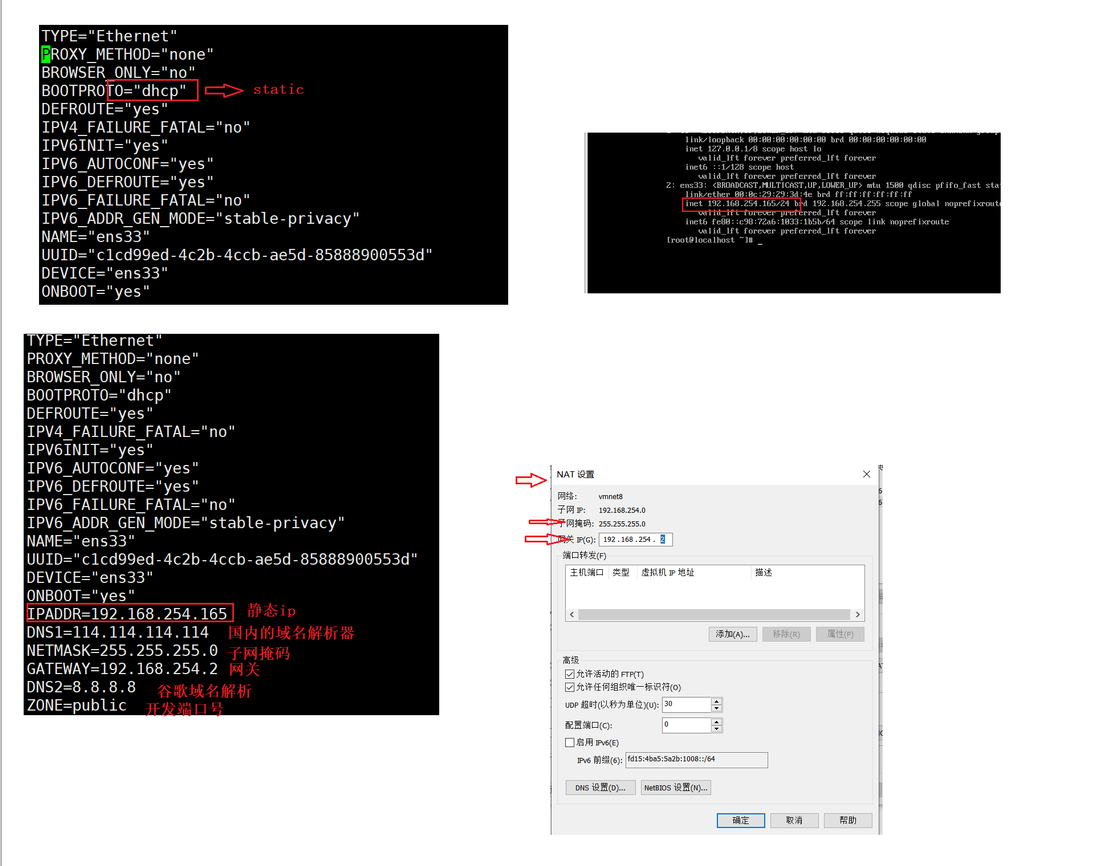 TYPE="Ethernet"
PROXY_METHOD="none"
BROWSER_ONLY="no"
BOOTPROTO="dhcp" static
DEFROUTE="yes"
IPV4_FAILURE_FATAL="no"
IPV6INIT="yes"
IPV6_AUTOCONF="yes"
IPV6_DEFROUTE="yes"
IPV6_FAILURE_FATAL="no"
IPV6_ADDR_GEN_MODE="stable-privacy"
NAME="ens33"
UUID="c1cd99ed-4c2b-4ccb-ae5d-85888900553d"
DEVICE="ens33"
ONBOOT="yes"
link/loopback 00:00:00:00:00:00 brd 00:00:00:00:00:00
inet 127.0.0.1/8 scope host lo
valid_lft forever preferred_lft forever
inet6 ::1/128 scope host
valid_lft forever preferred_lft forever
2: ens33: <BROADCAST,MULTICAST,UP,LOWER_UP> mtu 1500 qdisc pfifo_fast sta
link/ether 00:0c:29:29:3d:4e brd ff:ff:ff:ff:ff:ff
inet 192.168.254.165/24 brd 192.168.254.255 scope global noprefixroute
valid_lft forever preferred_lft forever
inet6 fe80::c98:72a6:1033:1b5b/64 scope link noprefixroute
valid_lft forever preferred_lft forever
[root@localhost ~]# _
TYPE="Ethernet"
PROXY_METHOD="none"
BROWSER_ONLY="no"
BOOTPROTO="dhcp"
DEFROUTE="yes"
IPV4_FAILURE_FATAL="no"
IPV6INIT="yes"
IPV6_AUTOCONF="yes"
IPV6_DEFROUTE="yes"
IPV6_FAILURE_FATAL="no"
IPV6_ADDR_GEN_MODE="stable-privacy"
NAME="ens33"
UUID="c1cd99ed-4c2b-4ccb-ae5d-85888900553d"
DEVICE="ens33"
ONBOOT="yes"
IPADDR=192.168.254.165 静态ip
DNS1=114.114.114.114 国内的域名解析器
NETMASK=255.255.255.0 子网掩码
GATEWAY=192.168.254.2 网关
DNS2=8.8.8.8 谷歌域名解析
ZONE=public 开发端口号
NAT 设置
网络: vmnet8
子网 IP: 192.168.254.0
子网掩码: 255.255.255.0
网关 IP(G): 192.168.254.2
端口转发(F)
主机端口 类型 虚拟机 IP 地址 描述
添加(A)... 移除(R) 属性(P)
高级
允许活动的 FTP(T)
允许任何组织唯一标识符(O)
UDP 超时(以秒为单位)(U): 30
配置端口(C): 0
启用 IPv6(E)
IPv6 前缀(6): fd15:4ba5:5a2b:1008::/64
DNS 设置(D)... NetBIOS 设置(N)...
确定 取消 帮助